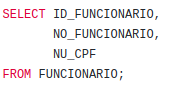 SELECT ID_FUNCIONARIO,
NO_FUNCIONARIO,
NU_CPF
FROM FUNCIONARIO;